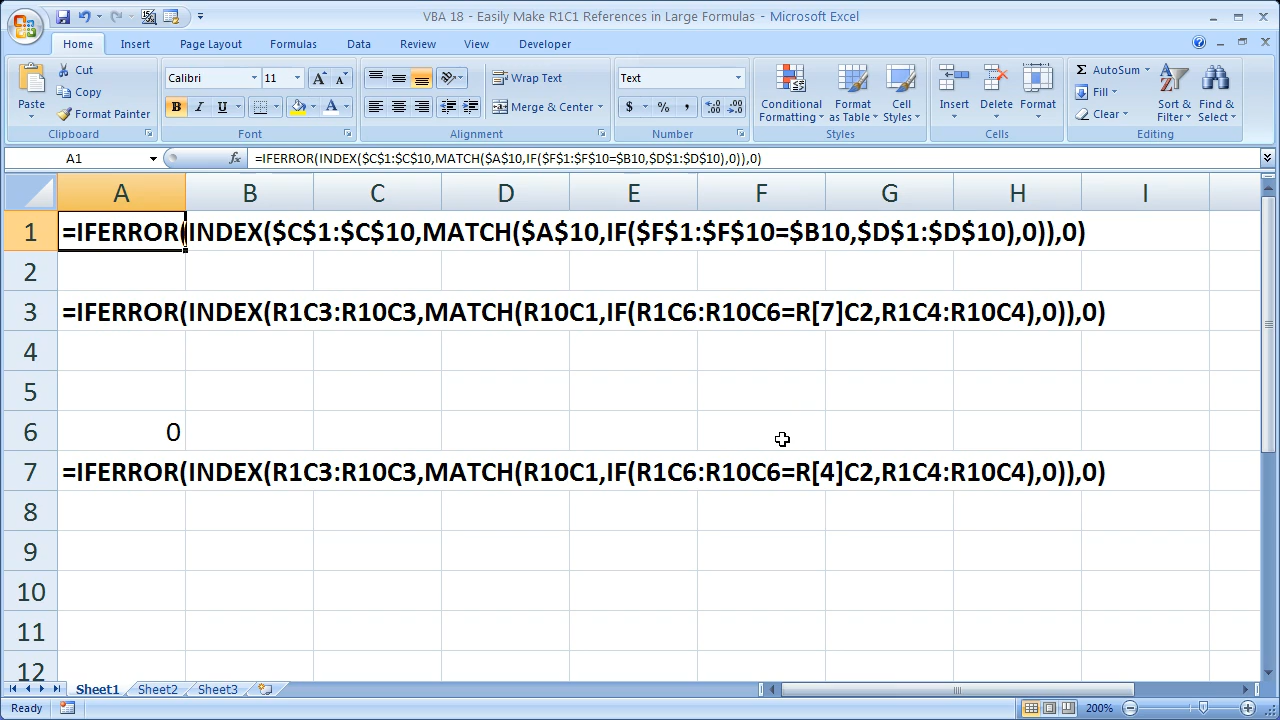 VBA 18 - Easily Make R1C1 References in Large Formulas - Microsoft Excel
Home Insert Page Layout Formulas Data Review View Developer
Paste Cut Copy Format Painter
Calibri 11
B I U A
Wrap Text
Merge & Center
Text
$ % ,
Conditional Formatting
Format as Table
Cell Styles
Insert Delete Format
AutoSum
Fill
Clear
Sort & Filter
Find & Select
Clipboard Font Alignment Number Styles Cells Editing
A1 fx =IFERROR(INDEX($C$1:$C$10,MATCH($A$10,IF($F$1:$F$10=$B10,$D$1:$D$10),0)),0)
A B C D E F G H I
1 =IFERROR(INDEX($C$1:$C$10,MATCH($A$10,IF($F$1:$F$10=$B10,$D$1:$D$10),0)),0)
2
3 =IFERROR(INDEX(R1C3:R10C3,MATCH(R10C1,IF(R1C6:R10C6=R[7]C2,R1C4:R10C4),0)),0)
4
5
6 0
7 =IFERROR(INDEX(R1C3:R10C3,MATCH(R10C1,IF(R1C6:R10C6=R[4]C2,R1C4:R10C4),0)),0)
8
9
10
11
12
Sheet1 Sheet2 Sheet3
Ready 200%